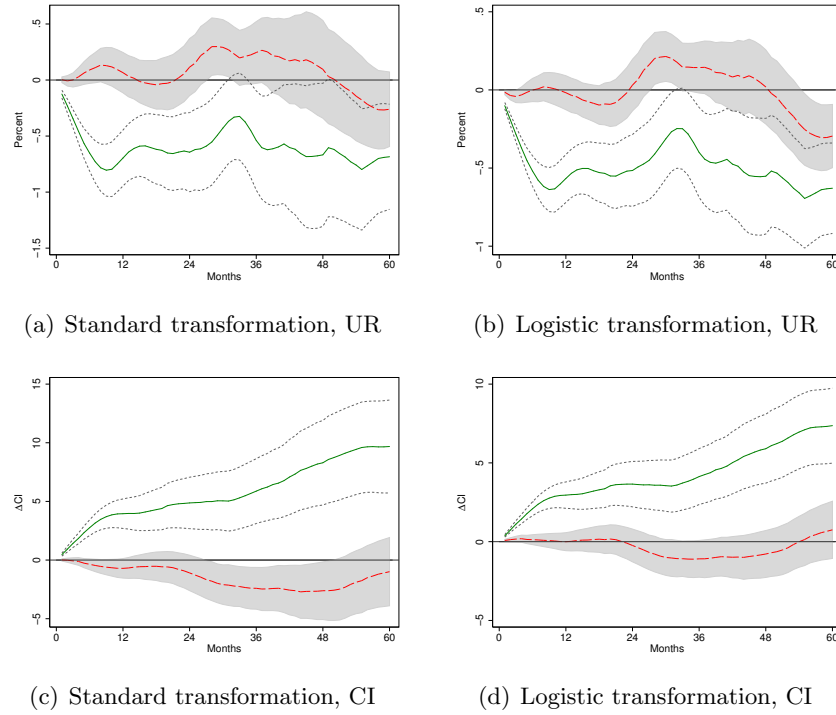 .5
0
-.5
-1
-1.5
Percent
0 12 24 36 48 60
Months
(a) Standard transformation, UR
.5
0
-.5
-1
Percent
0 12 24 36 48 60
Months
(b) Logistic transformation, UR
15
10
5
0
-5
ΔCI
0 12 24 36 48 60
Months
(c) Standard transformation, CI
10
5
0
-5
ΔCI
0 12 24 36 48 60
Months
(d) Logistic transformation, CI